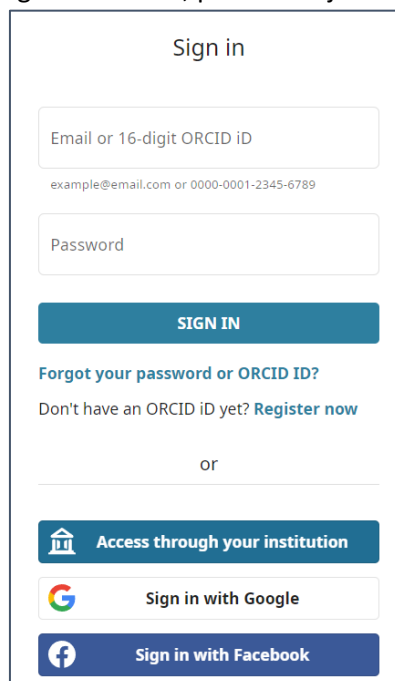 Sign in
Email or 16-digit ORCID iD
example@email.com or 0000-0001-2345-6789
Password
SIGN IN
Forgot your password or ORCID ID?
Don't have an ORCID iD yet? Register now
or
Access through your institution
Sign in with Google
Sign in with Facebook